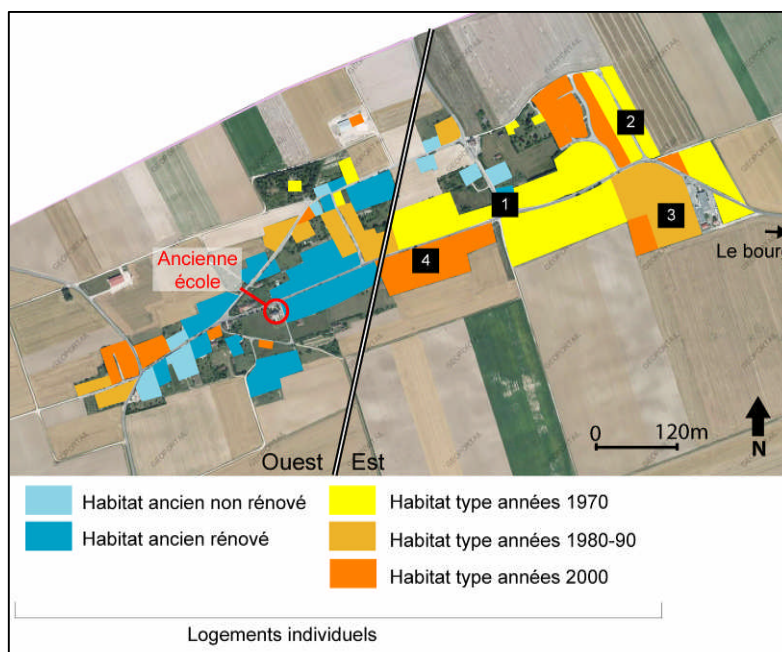 2
1
3
Le bourg
4
Ancienne
école
0 120m
N
Ouest Est
Habitat ancien non rénové
Habitat ancien rénové
Habitat type années 1970
Habitat type années 1980-90
Habitat type années 2000
Logements individuels